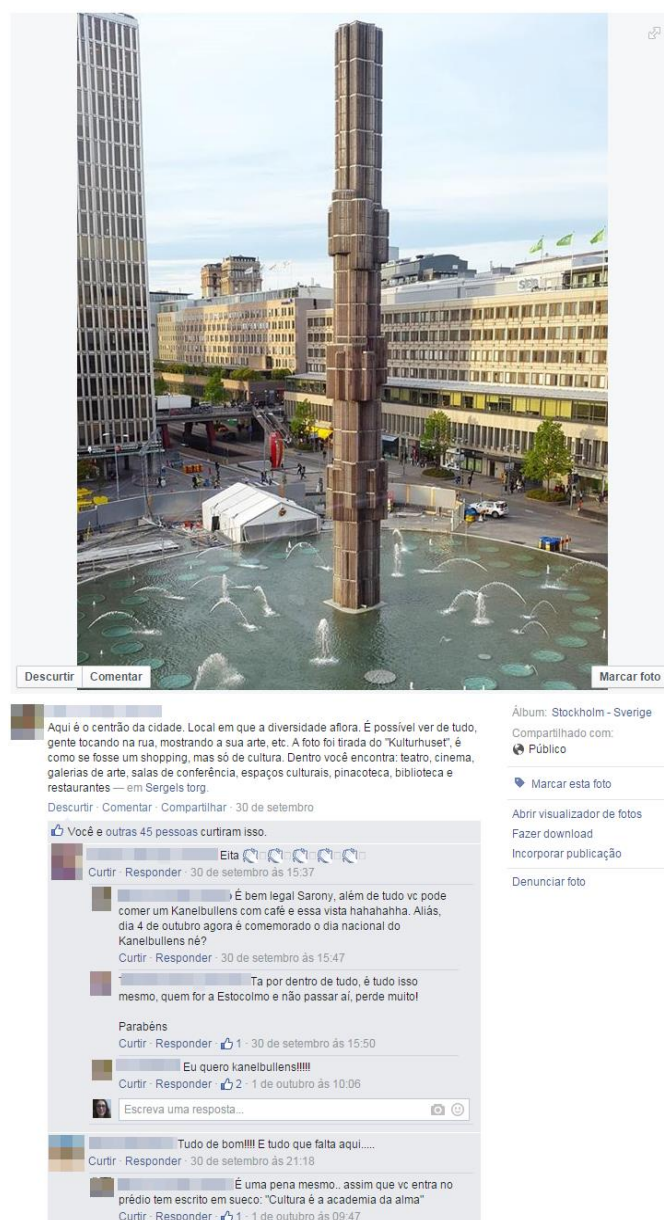 Descurtir Comentar Marcar foto
Aqui é o centrão da cidade. Local em que a diversidade aflora. É possível ver de tudo,
gente tocando na rua, mostrando a sua arte, etc. A foto foi tirada do "Kulturhuset", é
como se fosse um shopping, mas só de cultura. Dentro você encontra: teatro, cinema,
galerias de arte, salas de conferência, espaços culturais, pinacoteca, biblioteca e
restaurantes — em Sergels torg.
Descurtir · Comentar · Compartilhar · 30 de setembro
Você e outras 45 pessoas curtiram isso.
Eita
Curtir · Responder · 30 de setembro às 15:37
É bem legal Sarony, além de tudo vc pode
comer um Kanelbullens com café e essa vista hahahahha. Aliás,
dia 4 de outubro agora é comemorado o dia nacional do
Kanelbullens né?
Curtir · Responder · 30 de setembro às 15:47
Ta por dentro de tudo, é tudo isso
mesmo, quem for a Estocolmo e não passar aí, perde muito!
Parabéns
Curtir · Responder · 1 · 30 de setembro às 15:50
Eu quero kanelbullens!!!!!
Curtir · Responder · 2 · 1 de outubro às 10:06
Escreva uma resposta...
Tudo de bom!!!! E tudo que falta aqui.....
Curtir · Responder · 30 de setembro às 21:18
É uma pena mesmo.. assim que vc entra no
prédio tem escrito em sueco: "Cultura é a academia da alma"
Curtir · Responder · 1 · 1 de outubro às 09:47
Álbum: Stockholm - Sverige
Compartilhado com:
Público
Marcar esta foto
Abrir visualizador de fotos
Fazer download
Incorporar publicação
Denunciar foto